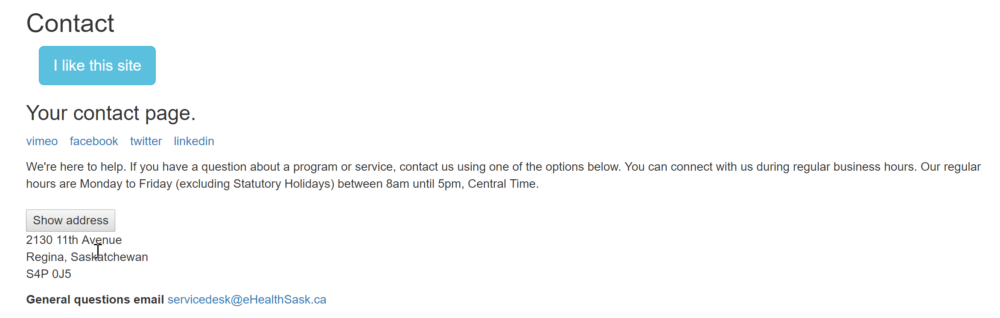 Contact
I like this site
Your contact page.
vimeo facebook twitter linkedin
We're here to help. If you have a question about a program or service, contact us using one of the options below. You can connect with us during regular business hours. Our regular
hours are Monday to Friday (excluding Statutory Holidays) between 8am until 5pm, Central Time.
Show address
2130 11th Avenue
Regina, Saskatchewan
S4P 0J5
General questions email servicedesk@eHealthSask.ca